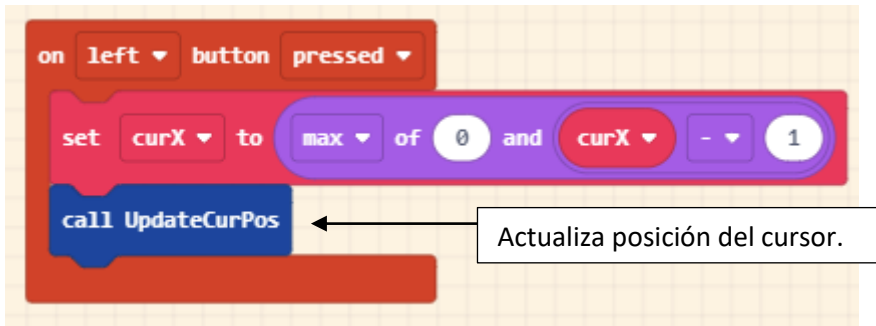 on left button pressed
set curX to max of 0 and curX - 1
call UpdateCurPos
Actualiza posición del cursor.